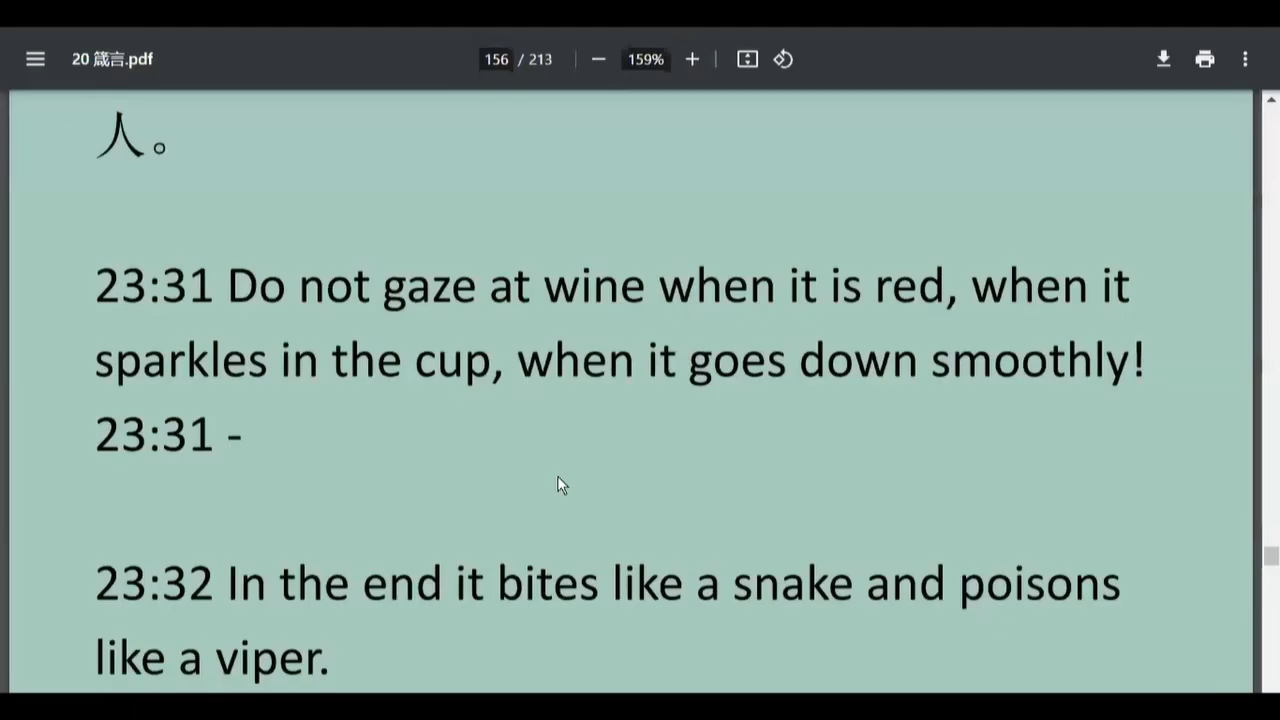 20 箴言.pdf
156 / 213
159%
人。
23:31 Do not gaze at wine when it is red, when it
sparkles in the cup, when it goes down smoothly!
23:31 -
23:32 In the end it bites like a snake and poisons
like a viper.